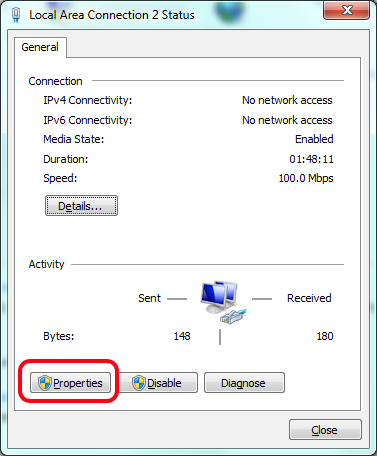 Local Area Connection 2 Status
General
Connection
IPv4 Connectivity: No network access
IPv6 Connectivity: No network access
Media State: Enabled
Duration: 01:48:11
Speed: 100.0 Mbps
Details...
Activity
Sent Received
Bytes: 148 180
Properties Disable Diagnose
Close